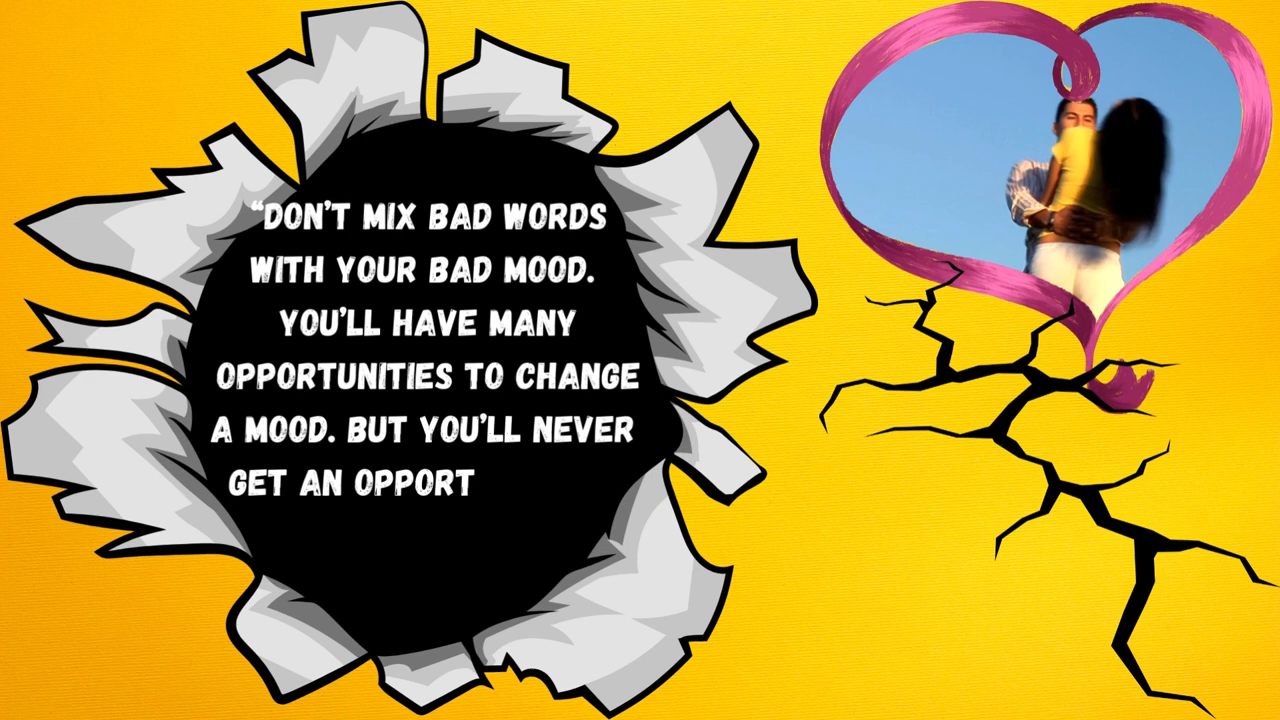 “DON’T MIX BAD WORDS
WITH YOUR BAD MOOD.
YOU’LL HAVE MANY
OPPORTUNITIES TO CHANGE
A MOOD. BUT YOU’LL NEVER
GET AN OPPORT